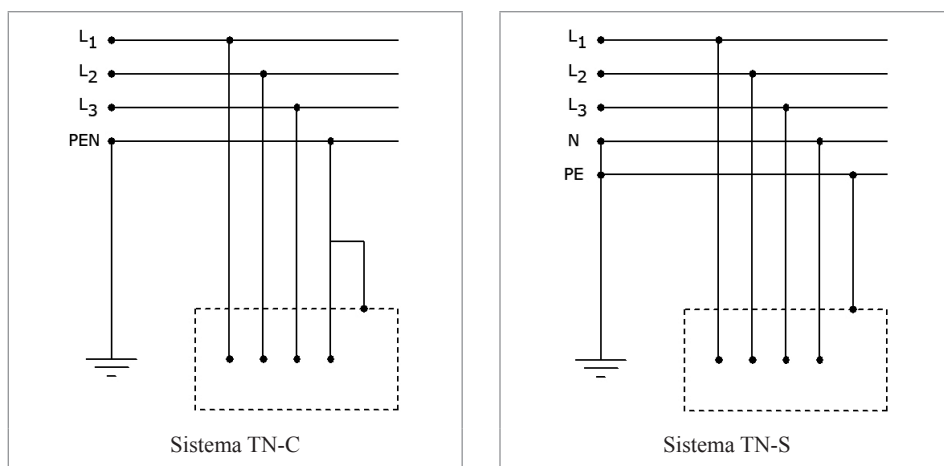 L1
L2
L3
PEN
Sistema TN-C
L1
L2
L3
N
PE
Sistema TN-S